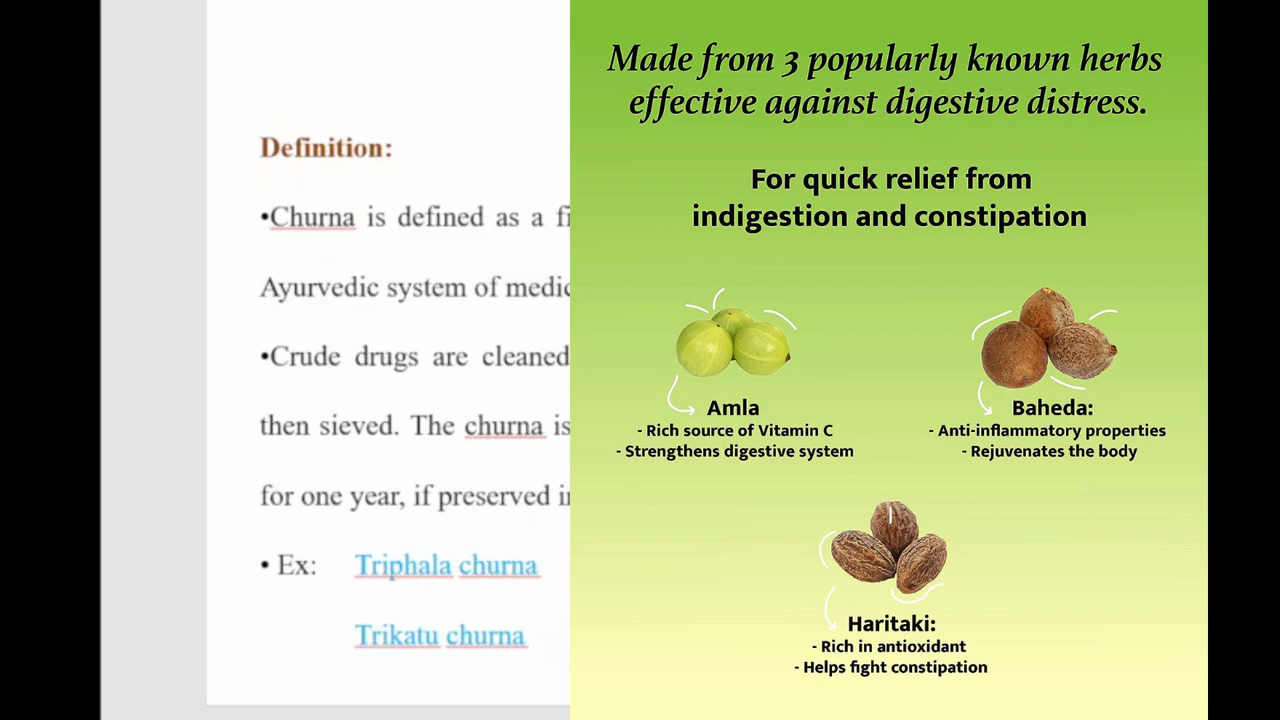 Definition:
•Churna is defined as a
Ayurvedic system of
•Crude drugs are cleaned
then sieved. The churna is
for one year, if preserved
• Ex: Triphala churna
Trikatu churna
Made from 3 popularly known herbs
effective against digestive distress.
For quick relief from
indigestion and constipation
Amla
- Rich source of Vitamin C
- Strengthens digestive system
Baheda:
- Anti-inflammatory properties
- Rejuvenates the body
Haritaki:
- Rich in antioxidant
- Helps fight constipation